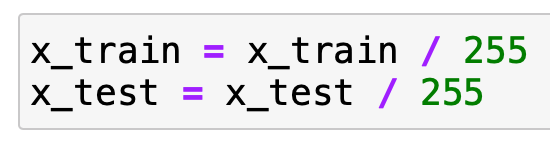 x_train = x_train / 255
x_test = x_test / 255